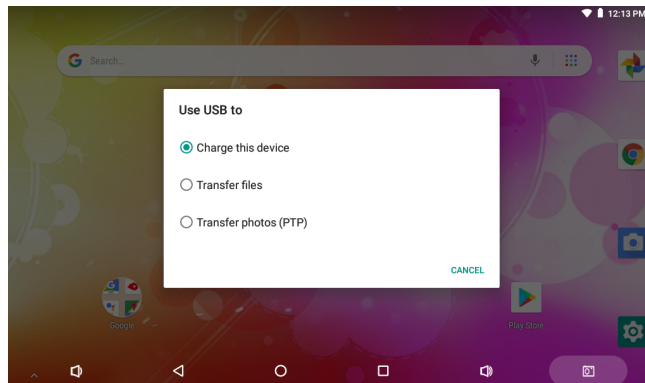 12:13 PM
Search...
Use USB to
Charge this device
Transfer files
Transfer photos (PTP)
CANCEL
Google
Play Store